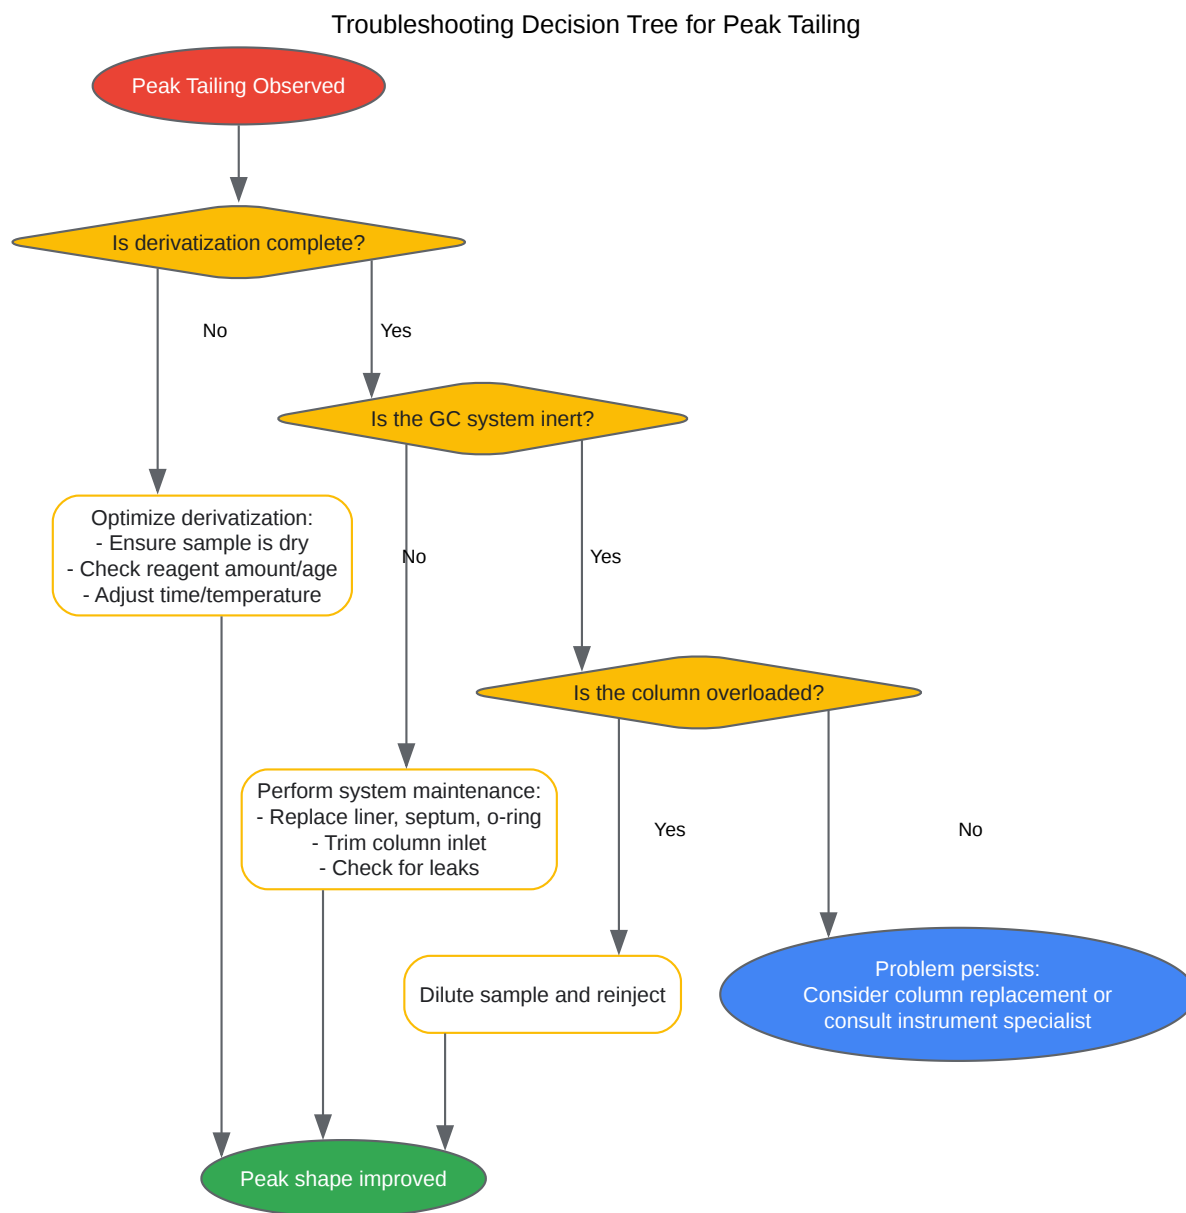 Troubleshooting Decision Tree for Peak Tailing
Peak Tailing Observed
Is derivatization complete?
No
Yes
Is the GC system inert?
Optimize derivatization:
- Ensure sample is dry
- Check reagent amount/age
- Adjust time/temperature
No
Yes
Is the column overloaded?
Perform system maintenance:
- Replace liner, septum, o-ring
- Trim column inlet
- Check for leaks
Yes
No
Dilute sample and reinject
Problem persists:
Consider column replacement or
consult instrument specialist
Peak shape improved